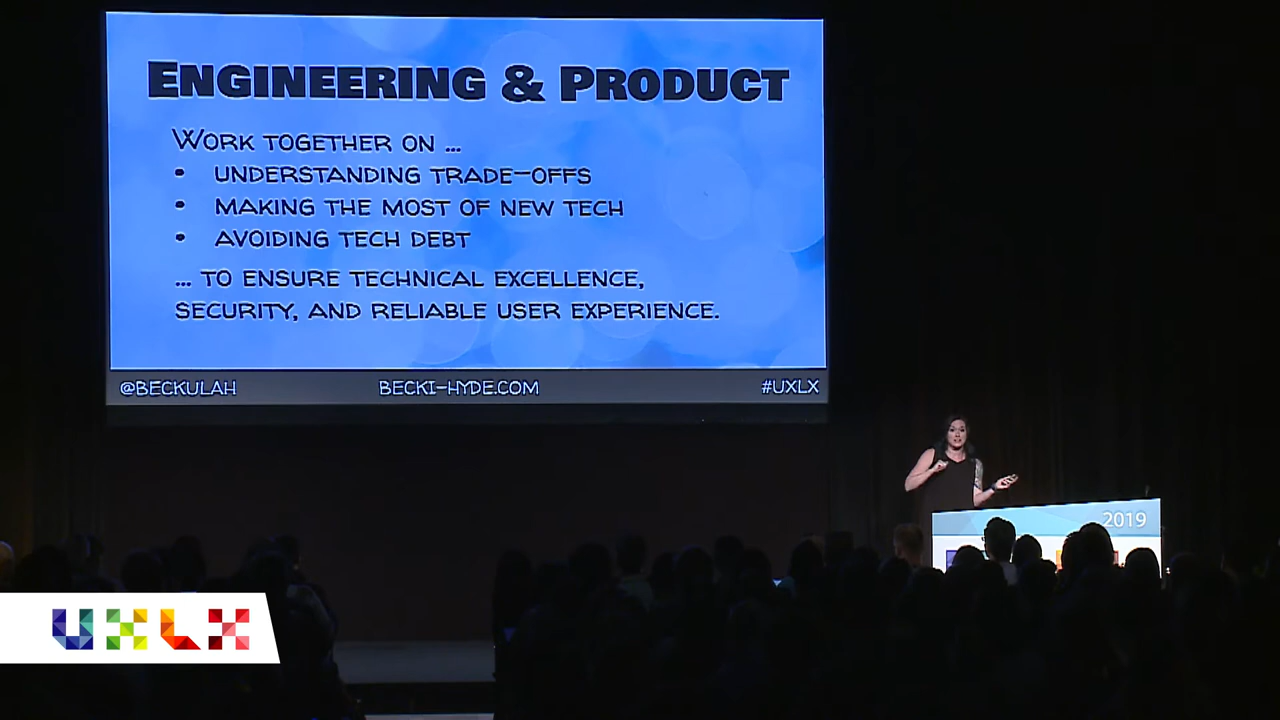 ENGINEERING & PRODUCT
WORK TOGETHER ON ...
• UNDERSTANDING TRADE-OFFS
• MAKING THE MOST OF NEW TECH
• AVOIDING TECH DEBT
... TO ENSURE TECHNICAL EXCELLENCE,
SECURITY, AND RELIABLE USER EXPERIENCE.
@BECKULAH BECKI-HYDE.COM #UXLX
2019
UXLX